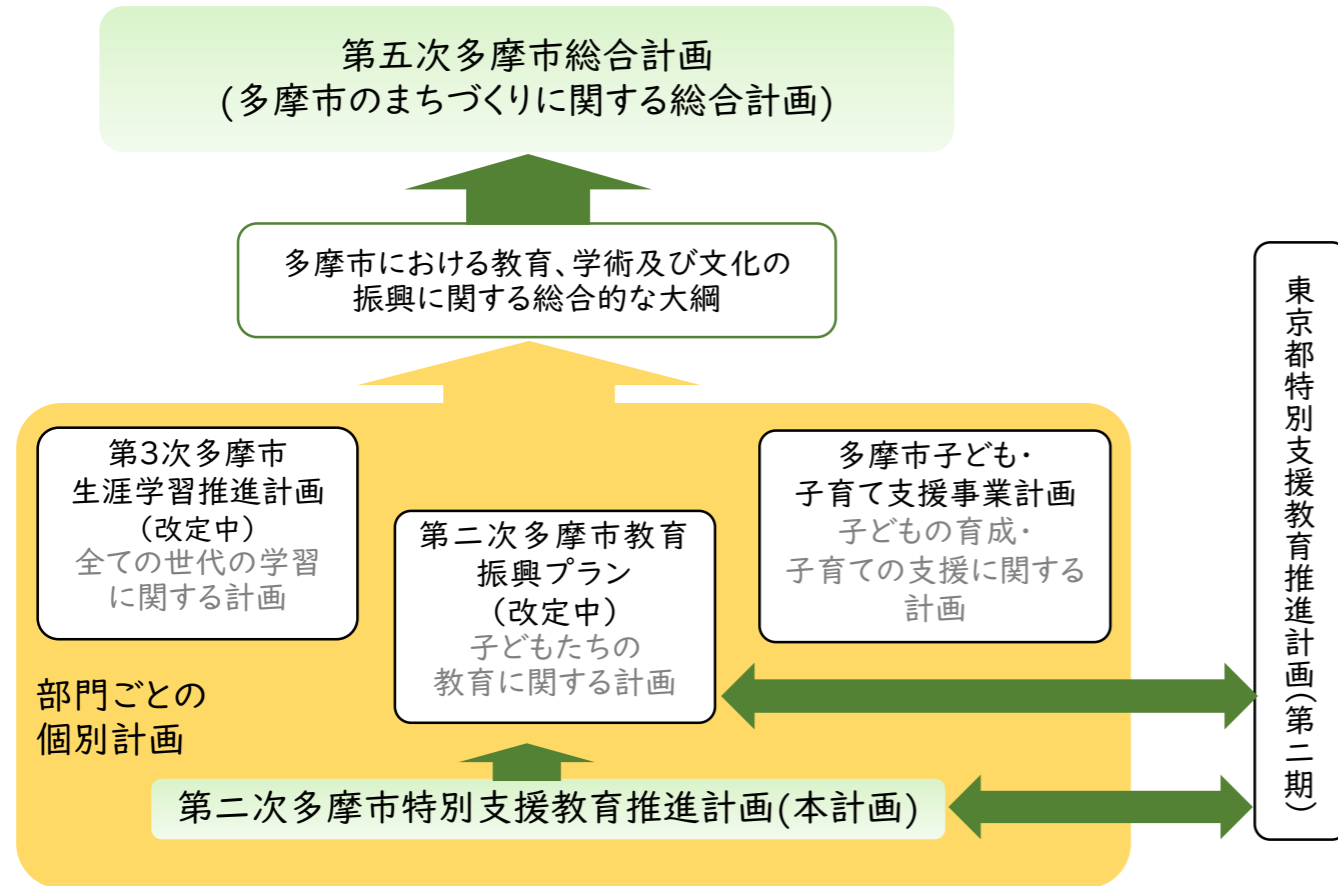 第五次多摩市総合計画
(多摩市のまちづくりに関する総合計画)
多摩市における教育、学術及び文化の
振興に関する総合的な大綱
第3次多摩市
生涯学習推進計画
(改定中)
全ての世代の学習
に関する計画
第二次多摩市教育
振興プラン
(改定中)
子どもたちの
教育に関する計画
多摩市子ども・
子育て支援事業計画
子どもの育成・
子育ての支援に関する
計画
部門ごとの
個別計画
第二次多摩市特別支援教育推進計画(本計画)
東京都特別支援教育推進計画(第二期)